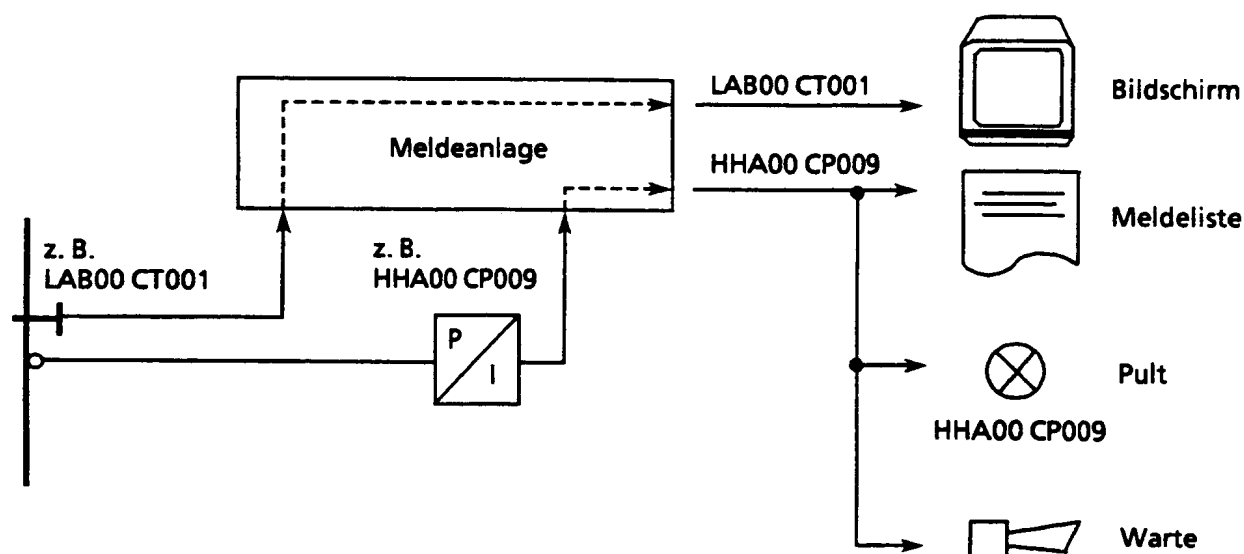 LAB00 CT001
Bildschirm
Meldeanlage
HHA00 CP009
Meldeliste
z. B.
LAB00 CT001
z. B.
HHA00 CP009
P
I
Pult
HHA00 CP009
Warte